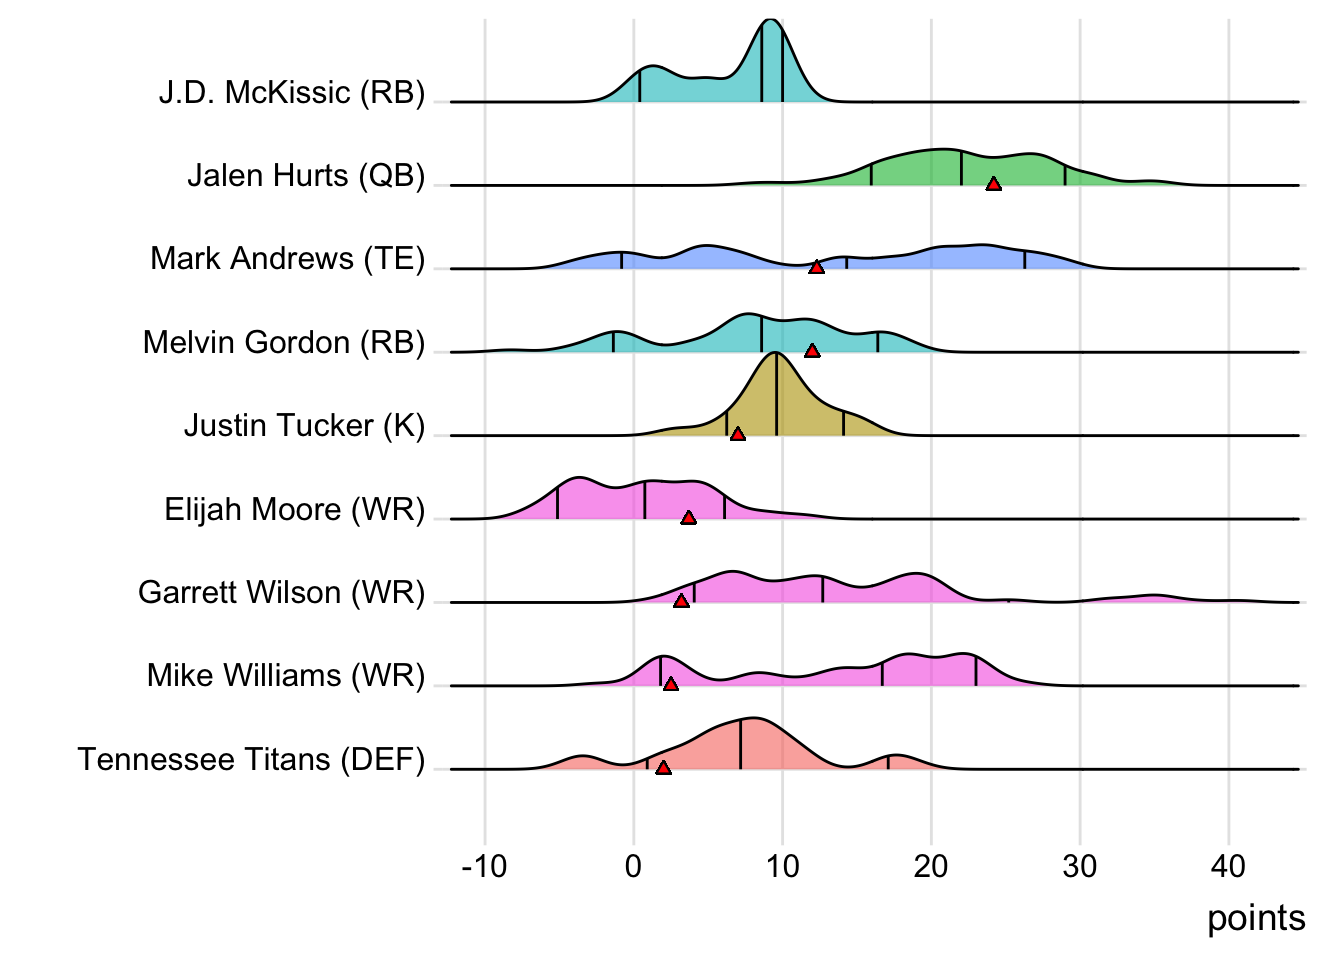 J.D. McKissic (RB)
Jalen Hurts (QB)
Mark Andrews (TE)
Melvin Gordon (RB)
Justin Tucker (K)
Elijah Moore (WR)
Garrett Wilson (WR)
Mike Williams (WR)
Tennessee Titans (DEF)
-10 0 10 20 30 40
points